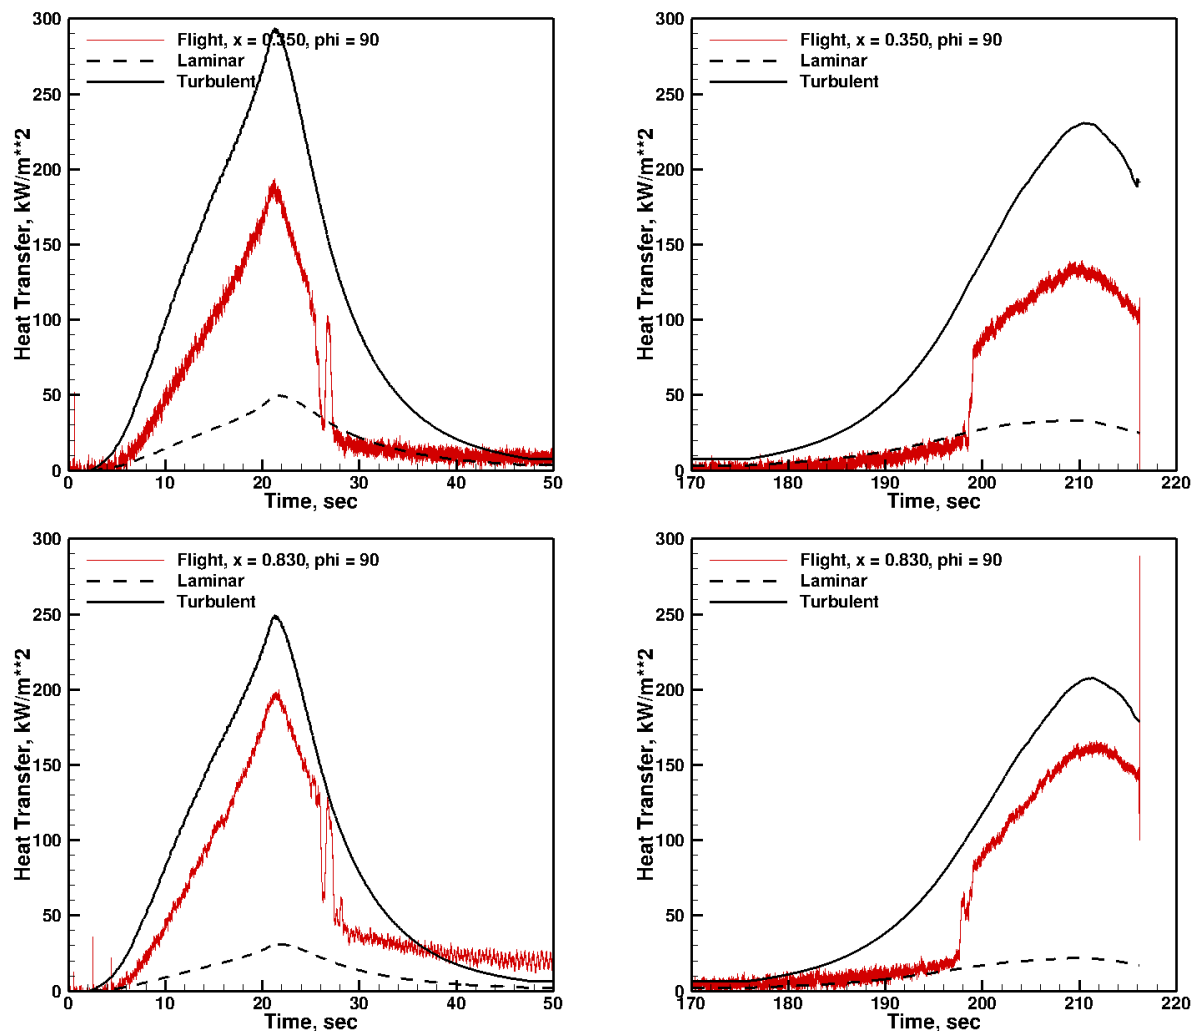 300
250
200
150
100
50
0
Heat Transfer, kW/m**2
Flight, x = 0.350, phi = 90
Laminar
Turbulent
0 10 20 30 40 50
Time, sec
300
250
200
150
100
50
0
Heat Transfer, kW/m**2
Flight, x = 0.350, phi = 90
Laminar
Turbulent
170 180 190 200 210 220
Time, sec
300
250
200
150
100
50
0
Heat Transfer, kW/m**2
Flight, x = 0.830, phi = 90
Laminar
Turbulent
0 10 20 30 40 50
Time, sec
300
250
200
150
100
50
0
Heat Transfer, kW/m**2
Flight, x = 0.830, phi = 90
Laminar
Turbulent
170 180 190 200 210 220
Time, sec